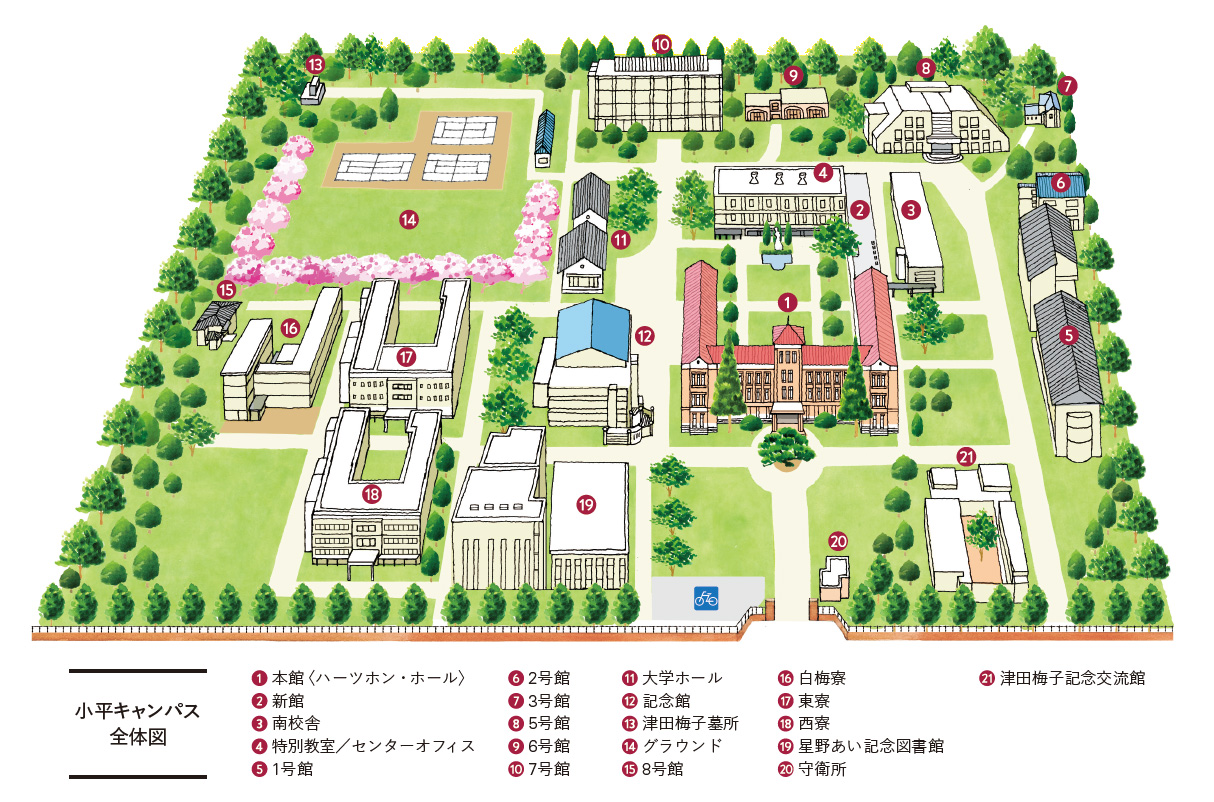 13
10
9
8
7
4
6
2
3
14
11
15
1
16
12
5
17
21
18
19
20
小平キャンパス
全体図
1 本館〈ハーツホン・ホール〉
2 新館
3 南校舎
4 特別教室／センターオフィス
5 1号館
6 2号館
7 3号館
8 5号館
9 6号館
10 7号館
11 大学ホール
12 記念館
13 津田梅子墓所
14 グラウンド
15 8号館
16 白梅寮
17 東寮
18 西寮
19 星野あい記念図書館
20 守衛所
21 津田梅子記念交流館